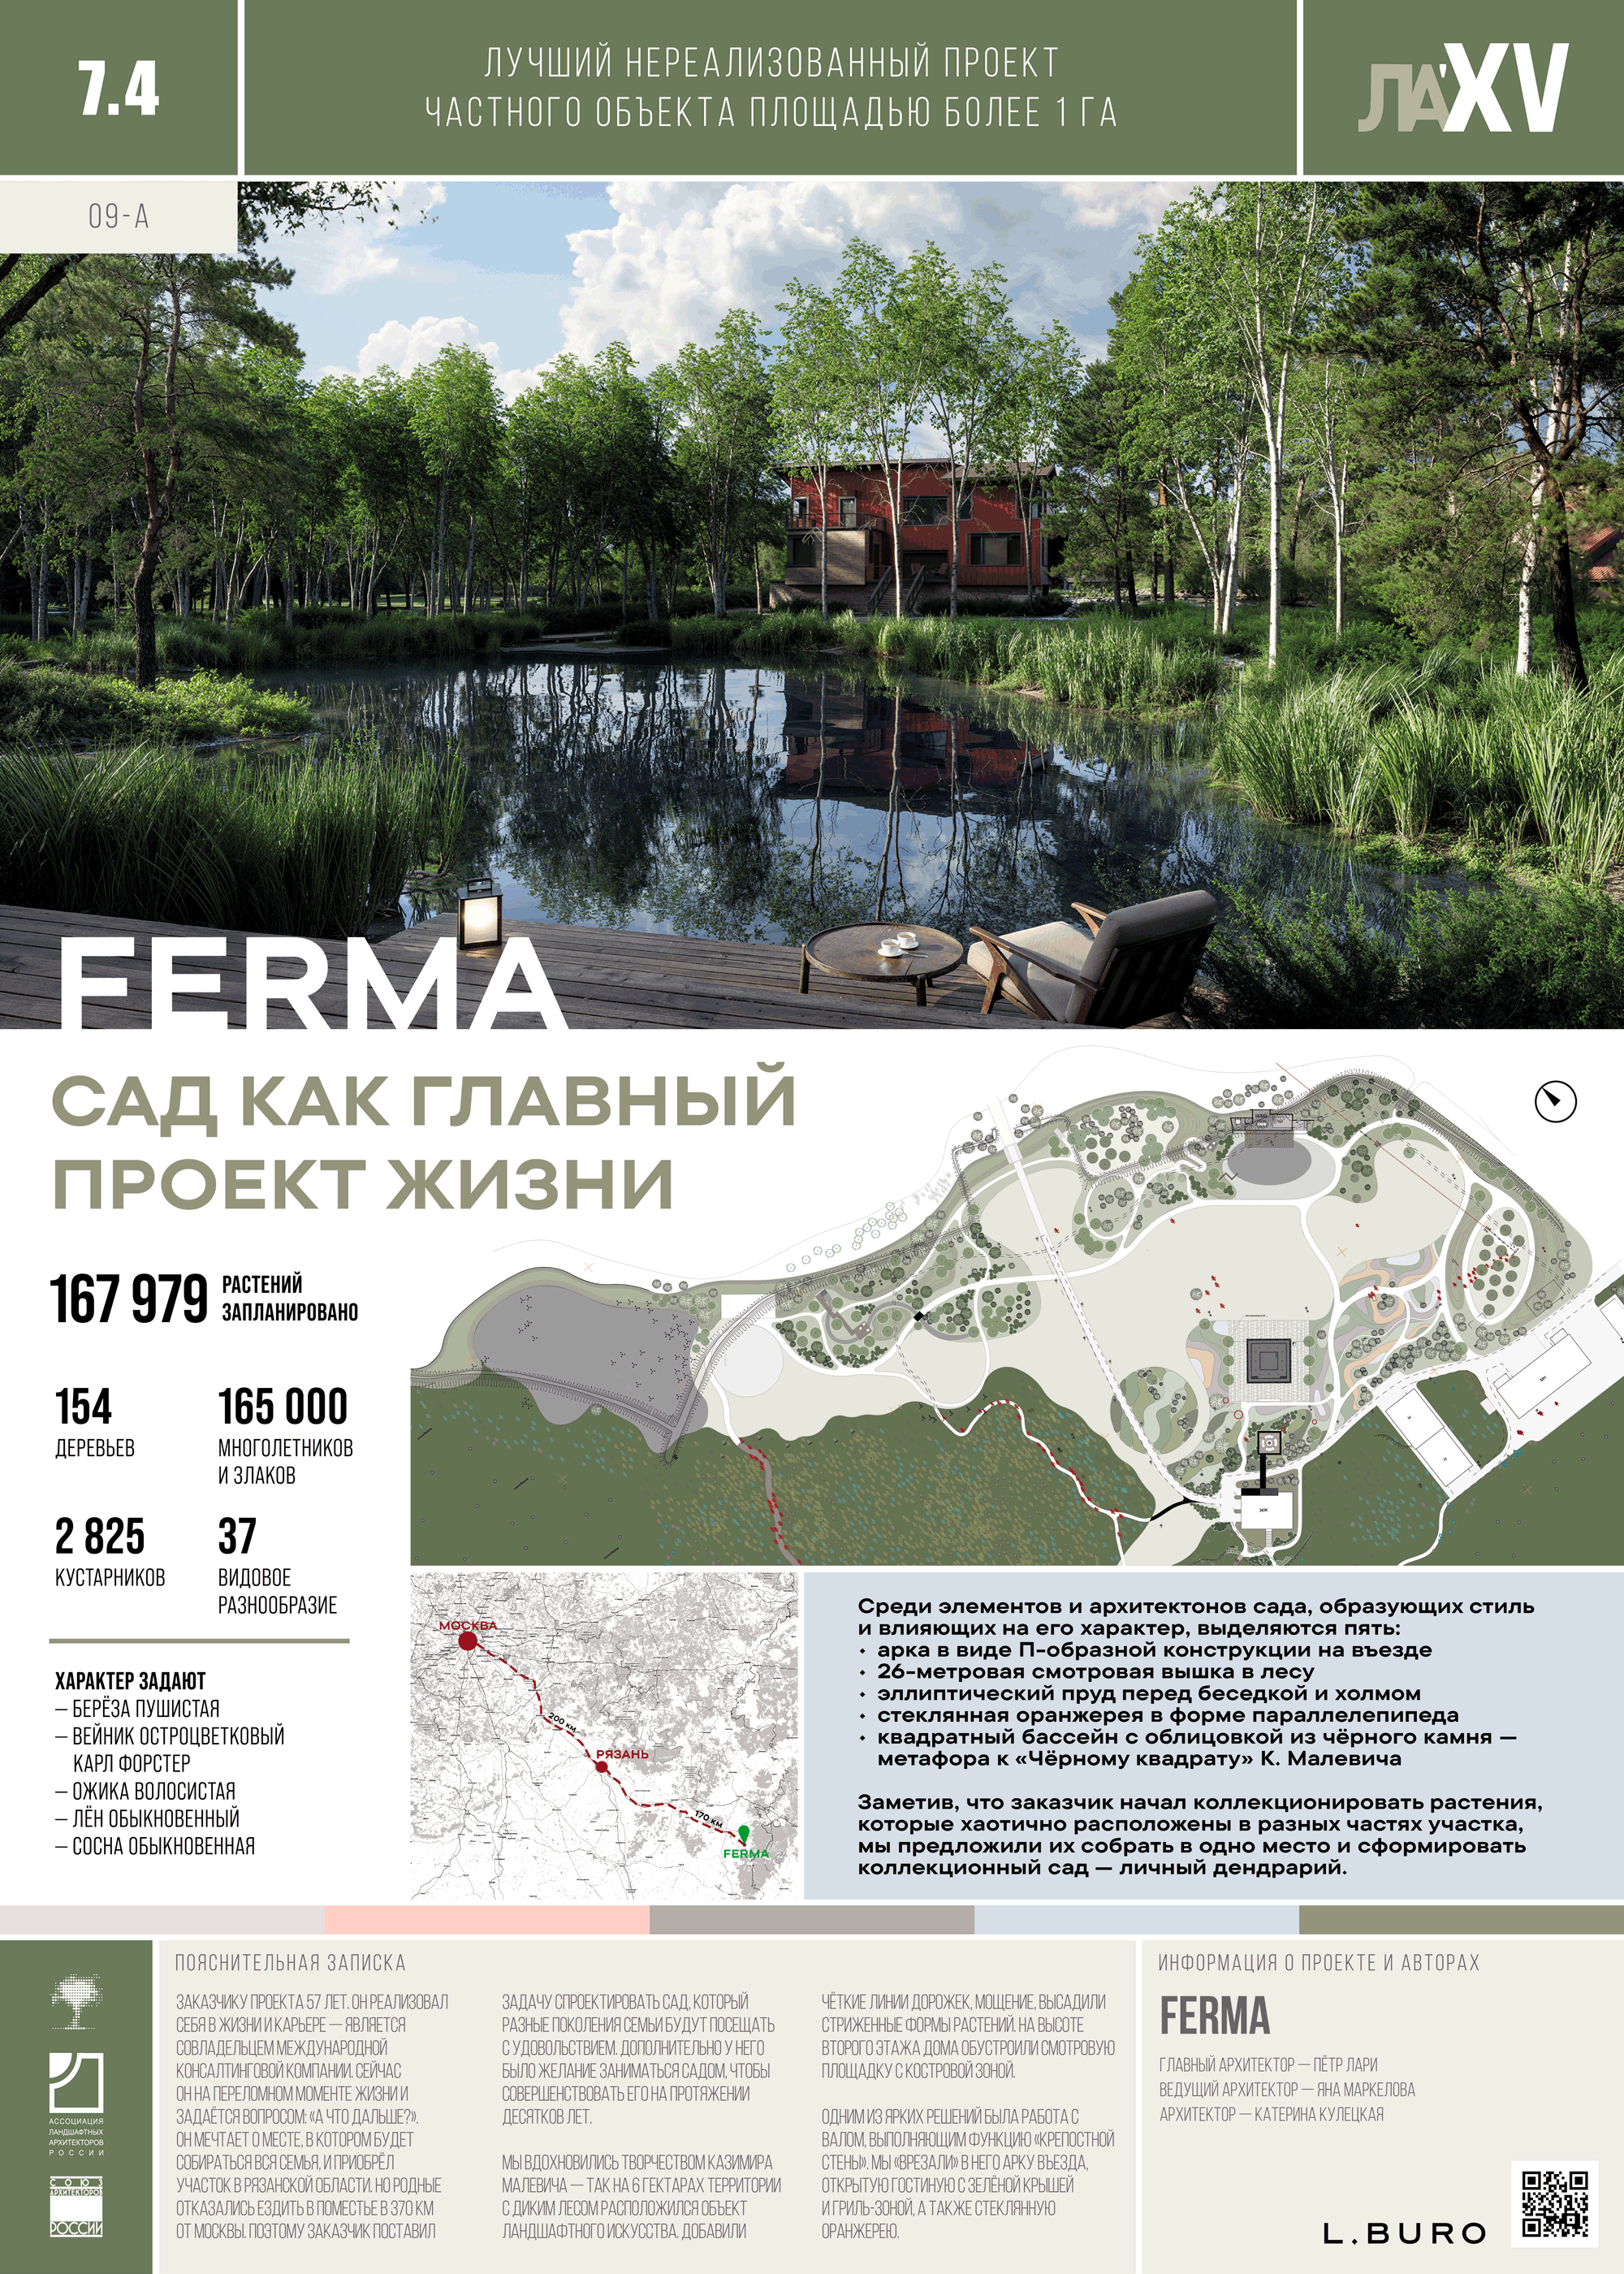 7.4
ЛУЧШИЙ НЕРЕАЛИЗОВАННЫЙ ПРОЕКТ
ЧАСТНОГО ОБЪЕКТА ПЛОЩАДЬЮ БОЛЕЕ 1 ГА
ЛА'XV
09-А
FERMA
САД КАК ГЛАВНЫЙ
ПРОЕКТ ЖИЗНИ
167 979
РАСТЕНИЙ
ЗАПЛАНИРОВАНО
154
ДЕРЕВЬЕВ
165 000
МНОГОЛЕТНИКОВ
И ЗЛАКОВ
2 825
КУСТАРНИКОВ
37
ВИДОВОЕ
РАЗНООБРАЗИЕ
ХАРАКТЕР ЗАДАЮТ
– БЕРЁЗА ПУШИСТАЯ
– ВЕЙНИК ОСТРОЦВЕТКОВЫЙ
КАРЛ ФОРСТЕР
– ОЖИКА ВОЛОСИСТАЯ
– ЛЁН ОБЫКНОВЕННЫЙ
– СОСНА ОБЫКНОВЕННАЯ
МОСКВА
200 КМ
РЯЗАНЬ
170 КМ
FERMA
Среди элементов и архитектонов сада, образующих стиль
и влияющих на его характер, выделяются пять:
• арка в виде П-образной конструкции на въезде
• 26-метровая смотровая вышка в лесу
• эллиптический пруд перед беседкой и холмом
• стеклянная оранжерея в форме параллелепипеда
• квадратный бассейн с облицовкой из чёрного камня —
метафора к «Чёрному квадрату» К. Малевича
Заметив, что заказчик начал коллекционировать растения,
которые хаотично расположены в разных частях участка,
мы предложили их собрать в одно место и сформировать
коллекционный сад — личный дендрарий.
АССОЦИАЦИЯ
ЛАНДШАФТНЫХ
АРХИТЕКТОРОВ
РОССИИ
СОЮЗ
АРХИТЕКТОРОВ
РОССИИ
ПОЯСНИТЕЛЬНАЯ ЗАПИСКА
ЗАКАЗЧИКУ ПРОЕКТА 57 ЛЕТ. ОН РЕАЛИЗОВАЛ
СЕБЯ В ЖИЗНИ И КАРЬЕРЕ — ЯВЛЯЕТСЯ
СОВЛАДЕЛЬЦЕМ МЕЖДУНАРОДНОЙ
КОНСАЛТИНГОВОЙ КОМПАНИИ. СЕЙЧАС
ОН НА ПЕРЕЛОМНОМ МОМЕНТЕ ЖИЗНИ И
ЗАДАЁТСЯ ВОПРОСОМ: «А ЧТО ДАЛЬШЕ?».
ОН МЕЧТАЕТ О МЕСТЕ, В КОТОРОМ БУДЕТ
СОБИРАТЬСЯ ВСЯ СЕМЬЯ, И ПРИОБРЁЛ
УЧАСТОК В РЯЗАНСКОЙ ОБЛАСТИ. НО РОДНЫЕ
ОТКАЗАЛИСЬ ЕЗДИТЬ В ПОМЕСТЬЕ В 370 КМ
ОТ МОСКВЫ. ПОЭТОМУ ЗАКАЗЧИК ПОСТАВИЛ
ЗАДАЧУ СПРОЕКТИРОВАТЬ САД, КОТОРЫЙ
РАЗНЫЕ ПОКОЛЕНИЯ СЕМЬИ БУДУТ ПОСЕЩАТЬ
С УДОВОЛЬСТВИЕМ. ДОПОЛНИТЕЛЬНО У НЕГО
БЫЛО ЖЕЛАНИЕ ЗАНИМАТЬСЯ САДОМ, ЧТОБЫ
СОВЕРШЕНСТВОВАТЬ ЕГО НА ПРОТЯЖЕНИИ
ДЕСЯТКОВ ЛЕТ.
МЫ ВДОХНОВИЛИСЬ ТВОРЧЕСТВОМ КАЗИМИРА
МАЛЕВИЧА — ТАК НА 6 ГЕКТАРАХ ТЕРРИТОРИИ
С ДИКИМ ЛЕСОМ РАСПОЛОЖИЛСЯ ОБЪЕКТ
ЛАНДШАФТНОГО ИСКУССТВА. ДОБАВИЛИ
ЧЁТКИЕ ЛИНИИ ДОРОЖЕК, МОЩЕНИЕ, ВЫСАДИЛИ
СТРИЖЕННЫЕ ФОРМЫ РАСТЕНИЙ. НА ВЫСОТЕ
ВТОРОГО ЭТАЖА ДОМА ОБУСТРОИЛИ СМОТРОВУЮ
ПЛОЩАДКУ С КОСТРОВОЙ ЗОНОЙ.
ОДНИМ ИЗ ЯРКИХ РЕШЕНИЙ БЫЛА РАБОТА С
ВАЛОМ, ВЫПОЛНЯЮЩИМ ФУНКЦИЮ «КРЕПОСТНОЙ
СТЕНЫ». МЫ «ВРЕЗАЛИ» В НЕГО АРКУ ВЪЕЗДА,
ОТКРЫТУЮ ГОСТИНУЮ С ЗЕЛЁНОЙ КРЫШЕЙ
И ГРИЛЬ-ЗОНОЙ, А ТАКЖЕ СТЕКЛЯННУЮ
ОРАНЖЕРЕЮ.
ИНФОРМАЦИЯ О ПРОЕКТЕ И АВТОРАХ
FERMA
ГЛАВНЫЙ АРХИТЕКТОР — ПЁТР ЛАРИ
ВЕДУЩИЙ АРХИТЕКТОР — ЯНА МАРКЕЛОВА
АРХИТЕКТОР — КАТЕРИНА КУЛЕЦКАЯ
L.BURO